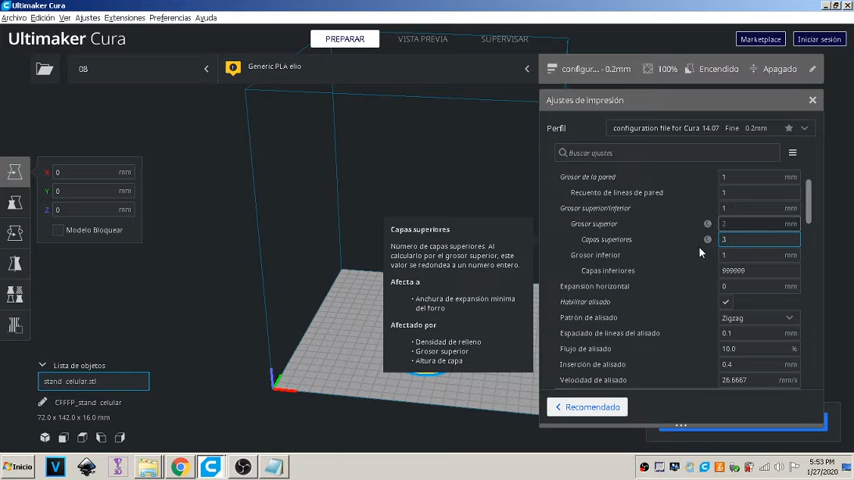 Ultimaker Cura
Archivo Edición Ver Ajustes Extensiones Preferencias Ayuda
Ultimaker Cura
PREPARAR
VISTA PREVIA
SUPERVISAR
Marketplace
Iniciar sesión
08
Generic PLA elio
configur...- 0.2mm
100%
Encendido
Apagado
Ajustes de impresión
Perfil
configuration file for Cura 14.07 Fine 0.2mm
Buscar ajustes
X 0 mm
Y 0 mm
Z 0 mm
Modelo Bloquear
Grosor de la pared 1 mm
Recuento de líneas de pared 1
Grosor superior/inferior 1 mm
Grosor superior 2 mm
Capas superiores 3
Grosor inferior 1 mm
Capas inferiores 999999
Expansión horizontal 0 mm
Habilitar alisado
Patrón de alisado Zigzag
Espaciado de líneas del alisado 0.1 mm
Flujo de alisado 10.0 %
Inserción de alisado 0.4 mm
Velocidad de alisado 26.6667 mm/s
Capas superiores
Número de capas superiores. Al
calcularlo por el grosor superior, este
valor se redondea a un número entero.
Afecta a
• Anchura de expansión mínima
del forro
Afectado por
• Densidad de relleno
• Grosor superior
• Altura de capa
Recomendado
Lista de objetos
stand celular.stl
CFFFP_stand celular
72.0 x 142.0 x 16.0 mm
Inicio
5:53 PM
1/27/2020